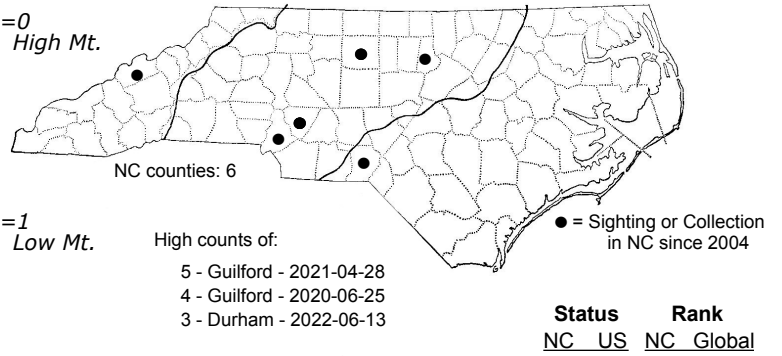 =0
High Mt.
NC counties: 6
=1
Low Mt.
High counts of:
5 - Guilford - 2021-04-28
4 - Guilford - 2020-06-25
3 - Durham - 2022-06-13
● = Sighting or Collection
in NC since 2004
Status Rank
NC US NC Global